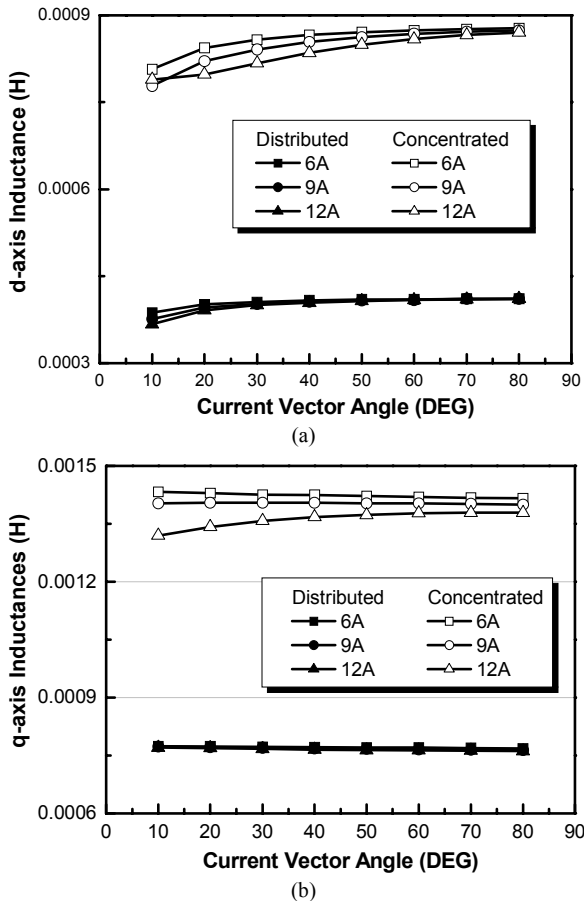 0.0009
0.0006
0.0003
d-axis Inductance (H)
Distributed Concentrated
6A 6A
9A 9A
12A 12A
0 10 20 30 40 50 60 70 80 90
Current Vector Angle (DEG)
(a)
0.0015
0.0012
0.0009
0.0006
q-axis Inductances (H)
Distributed Concentrated
6A 6A
9A 9A
12A 12A
0 10 20 30 40 50 60 70 80 90
Current Vector Angle (DEG)
(b)